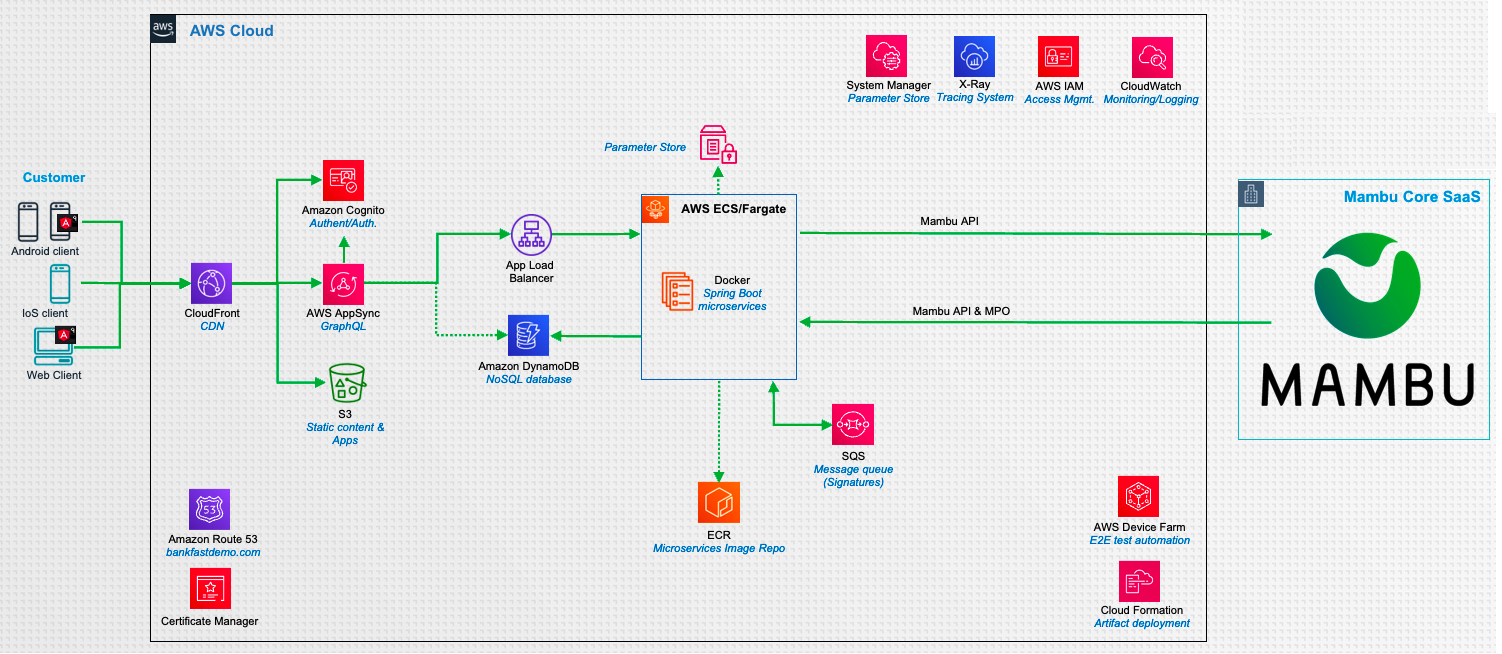 aws
AWS Cloud
System Manager
Parameter Store
X-Ray
Tracing System
AWS IAM
Access Mgmt.
CloudWatch
Monitoring/Logging
Parameter Store
Customer
A
Android client
IoS client
A
Web Client
CloudFront
CDN
Amazon Cognito
Authent/Auth.
AWS AppSync
GraphQL
S3
Static content &
Apps
App Load
Balancer
Amazon DynamoDB
NoSQL database
AWS ECS/Fargate
Docker
Spring Boot
microservices
Mambu API
Mambu API & MPO
Mambu Core SaaS
MAMBU
SQS
Message queue
(Signatures)
ECR
Microservices Image Repo
53
Amazon Route 53
bankfastdemo.com
Certificate Manager
AWS Device Farm
E2E test automation
Cloud Formation
Artifact deployment